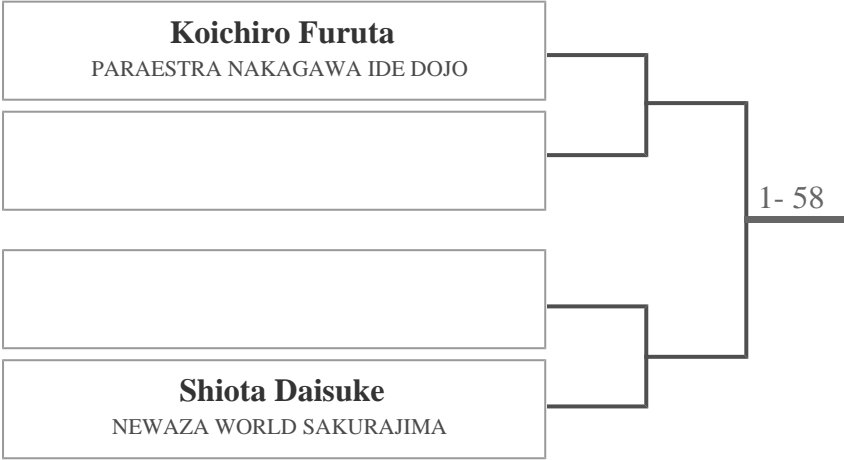 Koichiro Furuta
PARAESTRA NAKAGAWA IDE DOJO
1- 58
Shiota Daisuke
NEWAZA WORLD SAKURAJIMA